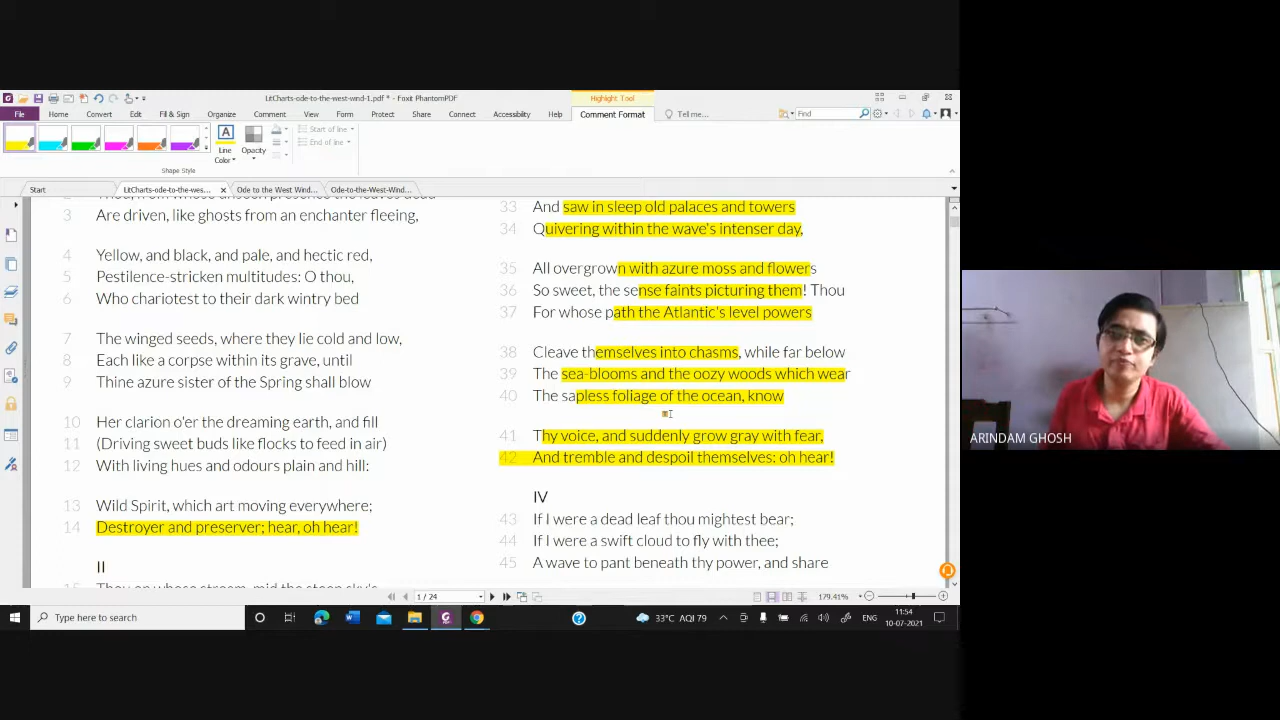 LitCharts-ode-to-the-west-wind-1.pdf * - Foxit PhantomPDF
Highlight Tool
File Home Convert Edit Fill & Sign Organize Comment View Form Protect Share Connect Accessibility Help Comment Format Tell me... Find
Line
Color
Opacity
Start of line
End of line
Shape Style
Start LitCharts-ode-to-the-wes... Ode to the West Wind... Ode-to-the-West-Wind...
3 Are driven, like ghosts from an enchanter fleeing,
4 Yellow, and black, and pale, and hectic red,
5 Pestilence-stricken multitudes: O thou,
6 Who chariotest to their dark wintry bed
7 The winged seeds, where they lie cold and low,
8 Each like a corpse within its grave, until
9 Thine azure sister of the Spring shall blow
10 Her clarion o'er the dreaming earth, and fill
11 (Driving sweet buds like flocks to feed in air)
12 With living hues and odours plain and hill:
13 Wild Spirit, which art moving everywhere;
14 Destroyer and preserver; hear, oh hear!
II
33 And saw in sleep old palaces and towers
34 Quivering within the wave's intenser day,
35 All overgrown with azure moss and flowers
36 So sweet, the sense faints picturing them! Thou
37 For whose path the Atlantic's level powers
38 Cleave themselves into chasms, while far below
39 The sea-blooms and the oozy woods which wear
40 The sapless foliage of the ocean, know
41 Thy voice, and suddenly grow gray with fear,
42 And tremble and despoil themselves: oh hear!
IV
43 If I were a dead leaf thou mightest bear;
44 If I were a swift cloud to fly with thee;
45 A wave to pant beneath thy power, and share
1 / 24
179.41%
Type here to search
33°C AQI 79
ENG
11:54
10-07-2021
ARINDAM GHOSH